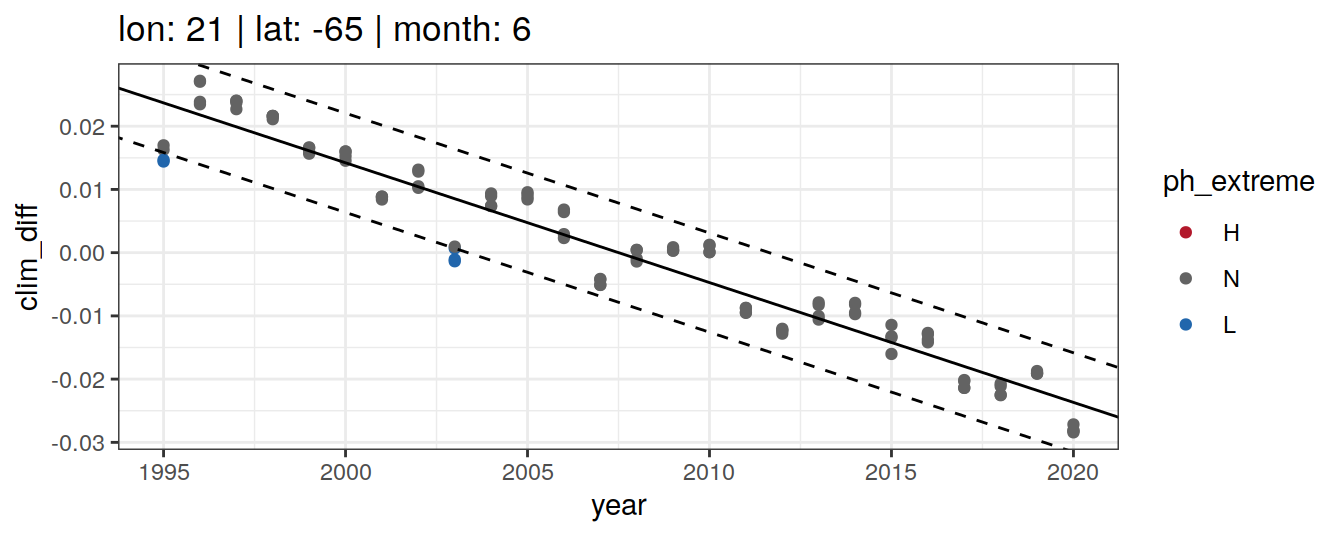 lon: 21 | lat: -65 | month: 6
clim_diff
0.02
0.01
0.00
-0.01
-0.02
-0.03
1995 2000 2005 2010 2015 2020
year
ph_extreme
H
N
L